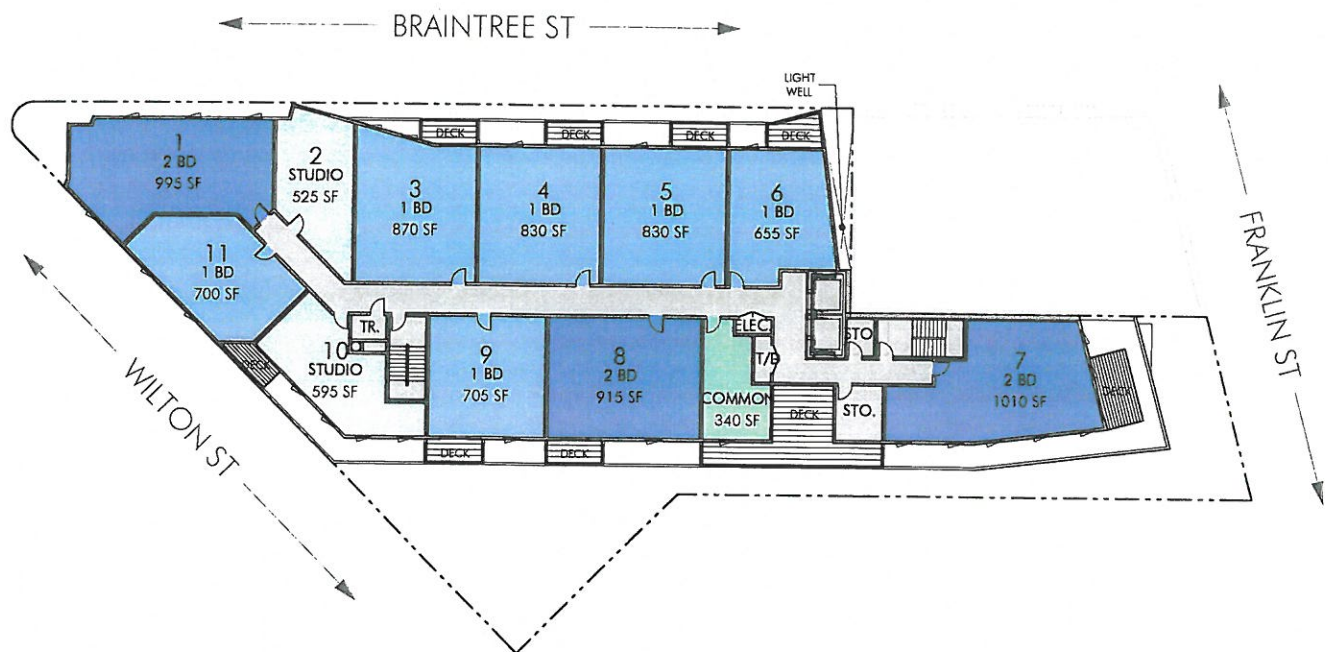 BRAINTREE ST
LIGHT
WELL
DECK
DECK
DECK
DECK
1
2 BD
995 SF
2
STUDIO
525 SF
3
1 BD
870 SF
4
1 BD
830 SF
5
1 BD
830 SF
6
1 BD
655 SF
FRANKLIN ST
11
1 BD
700 SF
TR.
ELECT
STO
T/E
10
STUDIO
595 SF
9
1 BD
705 SF
8
2 BD
915 SF
COMMON
340 SF
7
2 BD
1010 SF
DECK
DECK
DECK
STO.
WILTON ST
DECK
DECK